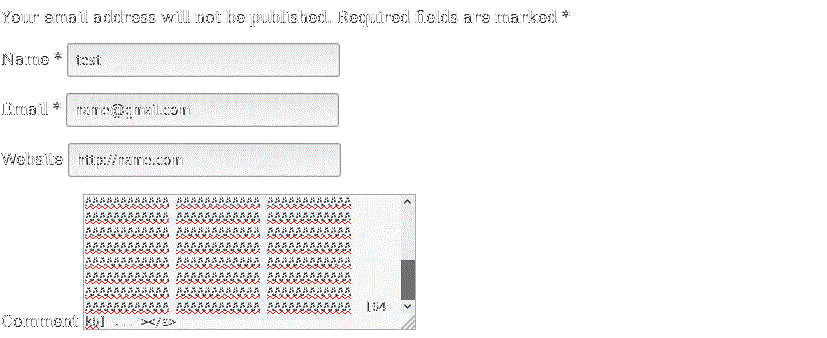 Your email address will not be published. Required fields are marked *
Name * test
Email * name@gmail.com
Website http://name.com
aaaaaaaaaaaa aaaaaaaaaaaa aaaaaaaaaaaa
aaaaaaaaaaaa aaaaaaaaaaaa aaaaaaaaaaaa
aaaaaaaaaaaa aaaaaaaaaaaa aaaaaaaaaaaa
aaaaaaaaaaaa aaaaaaaaaaaa aaaaaaaaaaaa
aaaaaaaaaaaa aaaaaaaaaaaa aaaaaaaaaaaa
aaaaaaaaaaaa aaaaaaaaaaaa aaaaaaaaaaaa
aaaaaaaaaaaa aaaaaaaaaaaa aaaaaaaaaaaa
aaaaaaaaaaaa aaaaaaaaaaaa aaaaaaaaaaaa [64
Comment kb] ... ></a>